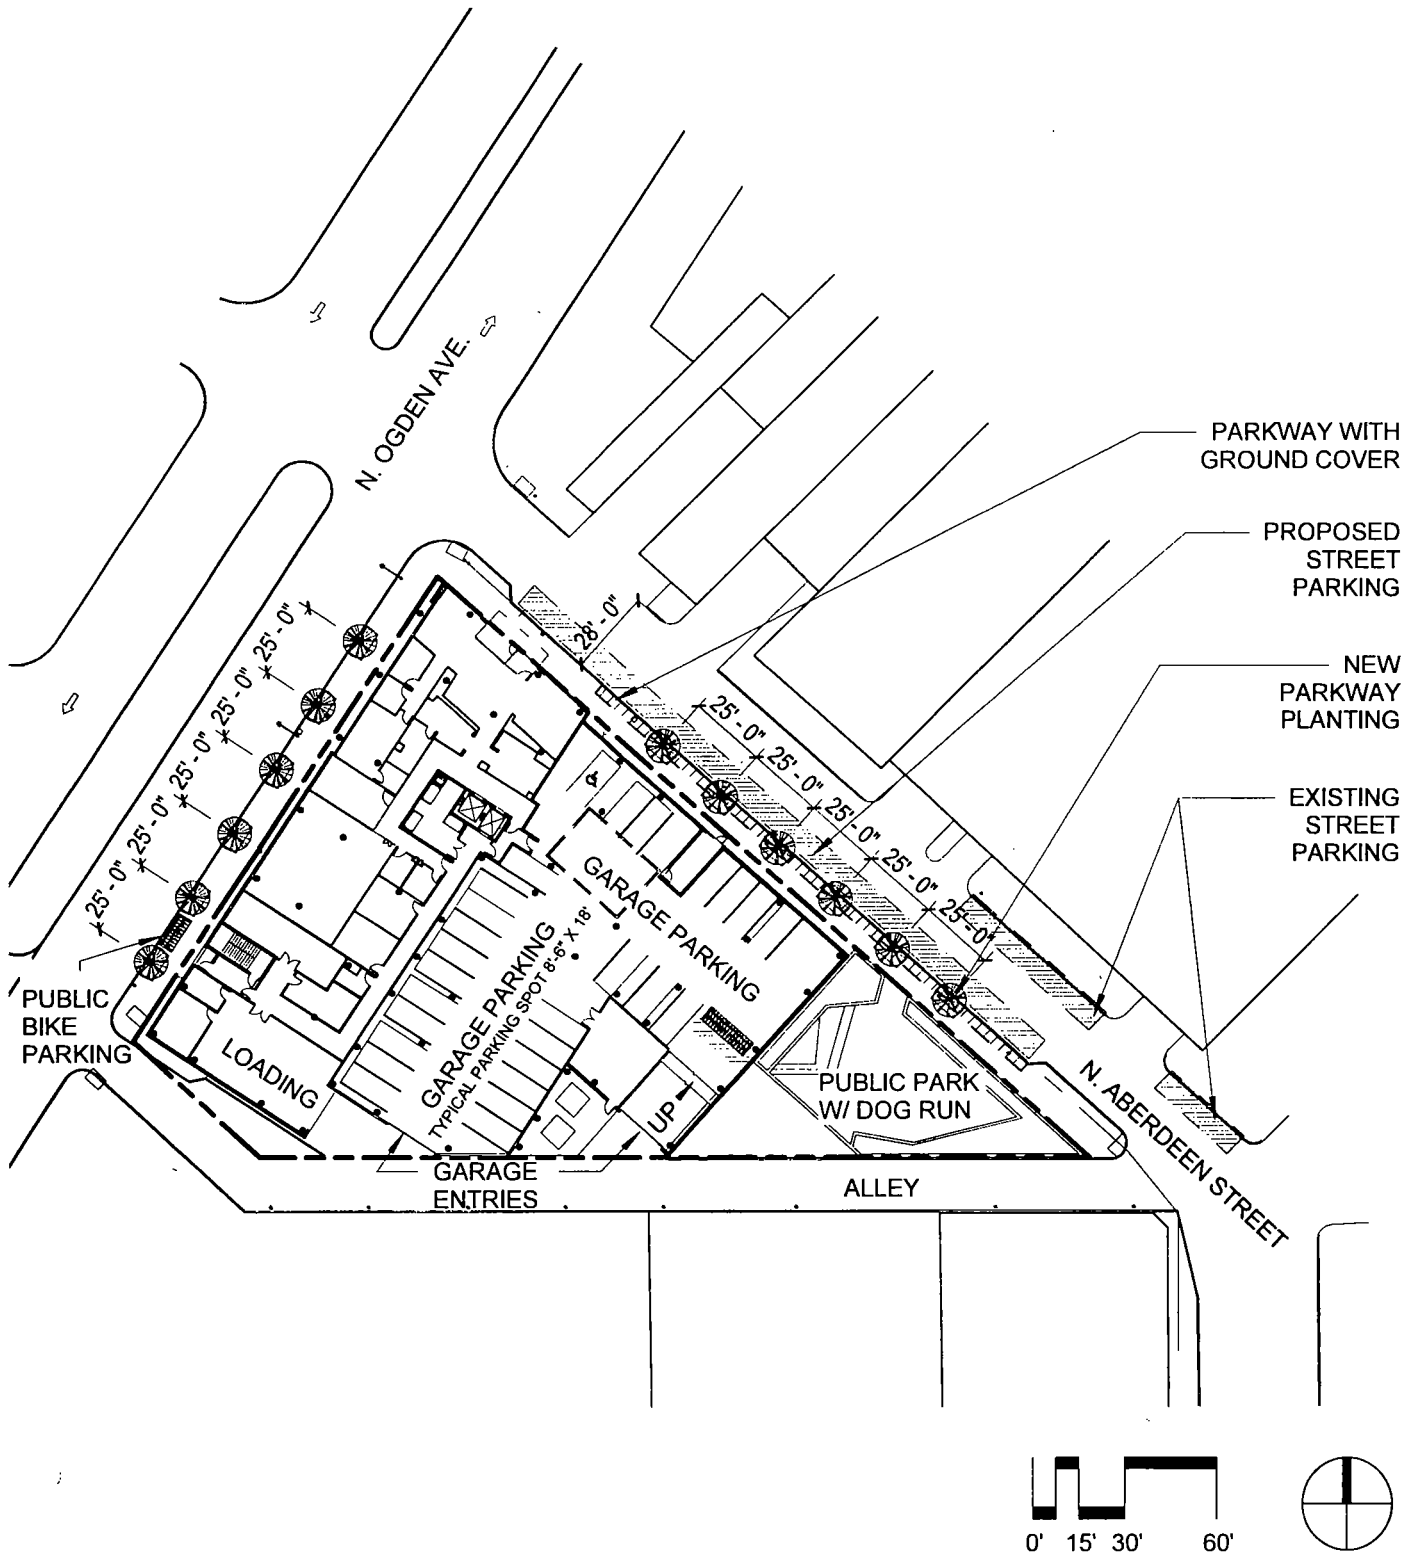 N. OGDEN AVE.
PARKWAY WITH
GROUND COVER
PROPOSED
STREET
PARKING
NEW
PARKWAY
PLANTING
EXISTING
STREET
PARKING
28' - 0"
25' - 0"
25' - 0"
25' - 0"
25' - 0"
25' - 0"
25' - 0"
25' - 0"
25' - 0"
25' - 0"
25' - 0"
GARAGE PARKING
GARAGE PARKING
TYPICAL PARKING SPOT 8'-6" X 18'
PUBLIC
BIKE
PARKING
LOADING
UP
PUBLIC PARK
W/ DOG RUN
GARAGE
ENTRIES
ALLEY
N. ABERDEEN STREET
0' 15' 30' 60'